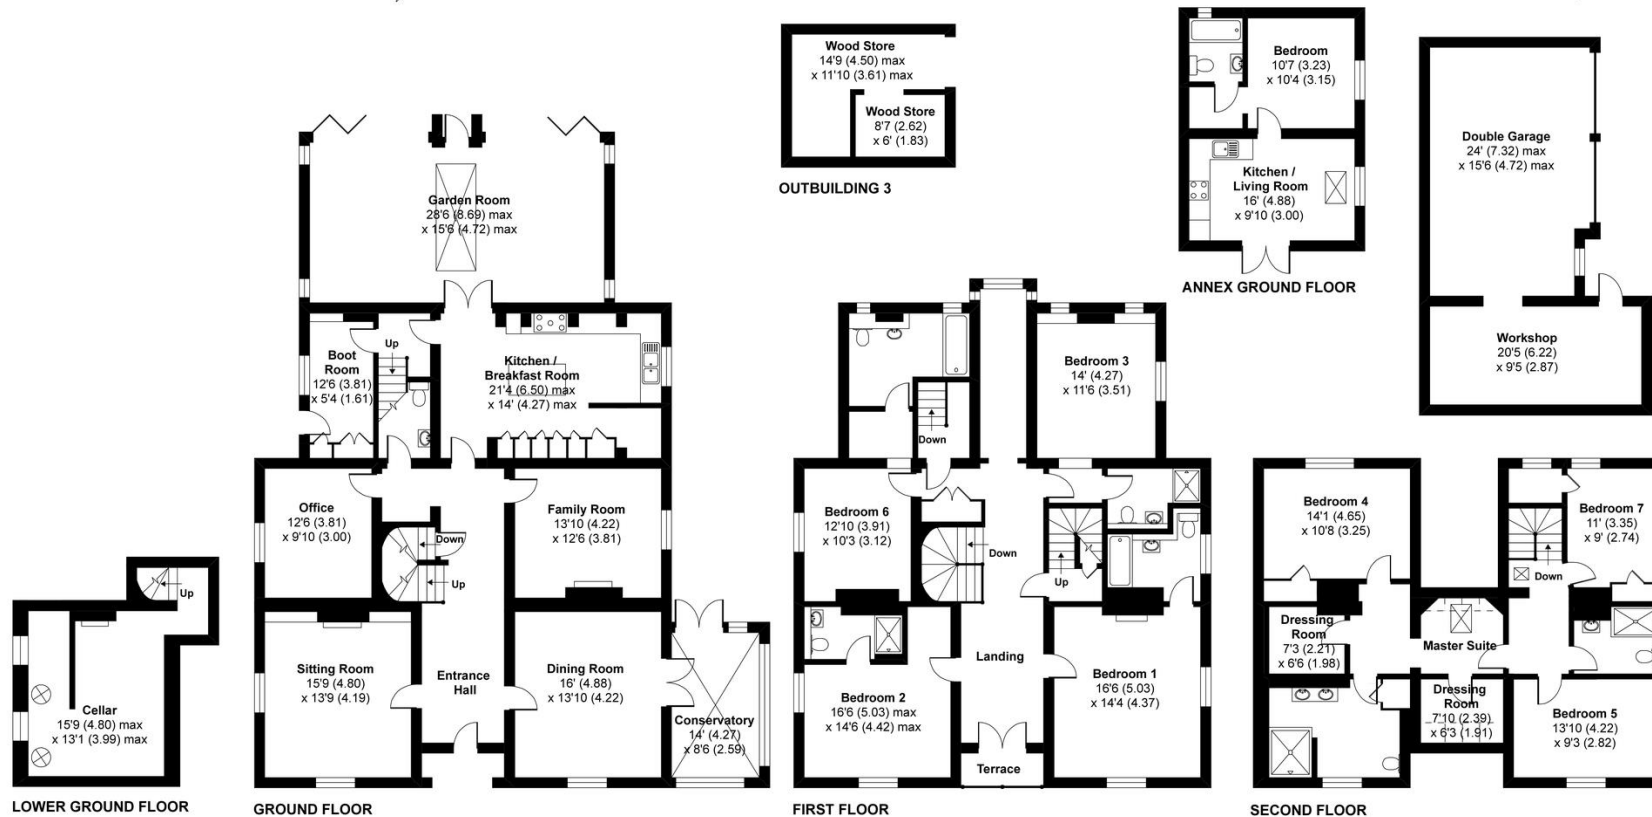 Wood Store
14'9 (4.50) max
x 11'10 (3.61) max
Wood Store
8'7 (2.62)
x 6' (1.83)
OUTBUILDING 3
Bedroom
10'7 (3.23)
x 10'4 (3.15)
Kitchen /
Living Room
16' (4.88)
x 9'10 (3.00)
ANNEX GROUND FLOOR
Double Garage
24' (7.32) max
x 15'6 (4.72) max
Workshop
20'5 (6.22)
x 9'5 (2.87)
Up
Cellar
15'9 (4.80) max
x 13'1 (3.99) max
LOWER GROUND FLOOR
Garden Room
28'6 (8.69) max
x 15'6 (4.72) max
Boot
Room
12'6 (3.81)
x 5'4 (1.61)
Up
Kitchen /
Breakfast Room
21'4 (6.50) max
x 14' (4.27) max
Office
12'6 (3.81)
x 9'10 (3.00)
Down
Up
Family Room
13'10 (4.22)
x 12'6 (3.81)
Sitting Room
15'9 (4.80)
x 13'9 (4.19)
Entrance
Hall
Dining Room
16' (4.88)
x 13'10 (4.22)
Conservatory
14' (4.27)
x 8'6 (2.59)
GROUND FLOOR
Bedroom 3
14' (4.27)
x 11'6 (3.51)
Down
Bedroom 6
12'10 (3.91)
x 10'3 (3.12)
Down
Up
Landing
Bedroom 2
16'6 (5.03) max
x 14'6 (4.42) max
Bedroom 1
16'6 (5.03)
x 14'4 (4.37)
Terrace
FIRST FLOOR
Bedroom 4
14'1 (4.65)
x 10'8 (3.25)
Bedroom 7
11' (3.35)
x 9' (2.74)
Down
Dressing
Room
7'3 (2.21)
x 6'6 (1.98)
Master Suite
Dressing
Room
7'10 (2.39)
x 6'3 (1.91)
Bedroom 5
13'10 (4.22)
x 9'3 (2.82)
SECOND FLOOR